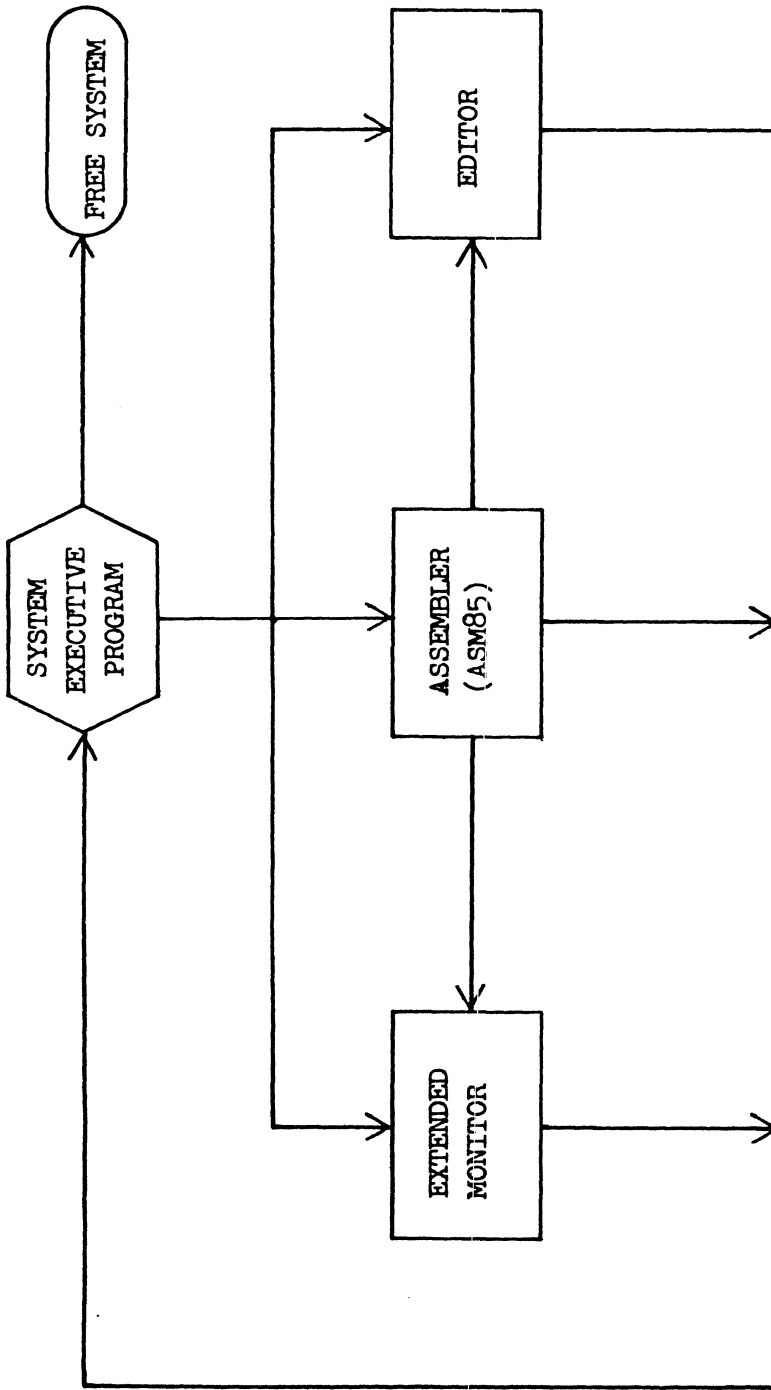 SYSTEM
EXECUTIVE
PROGRAM
FREE SYSTEM
EXTENDED
MONITOR
ASSEMBLER
(ASM85)
EDITOR